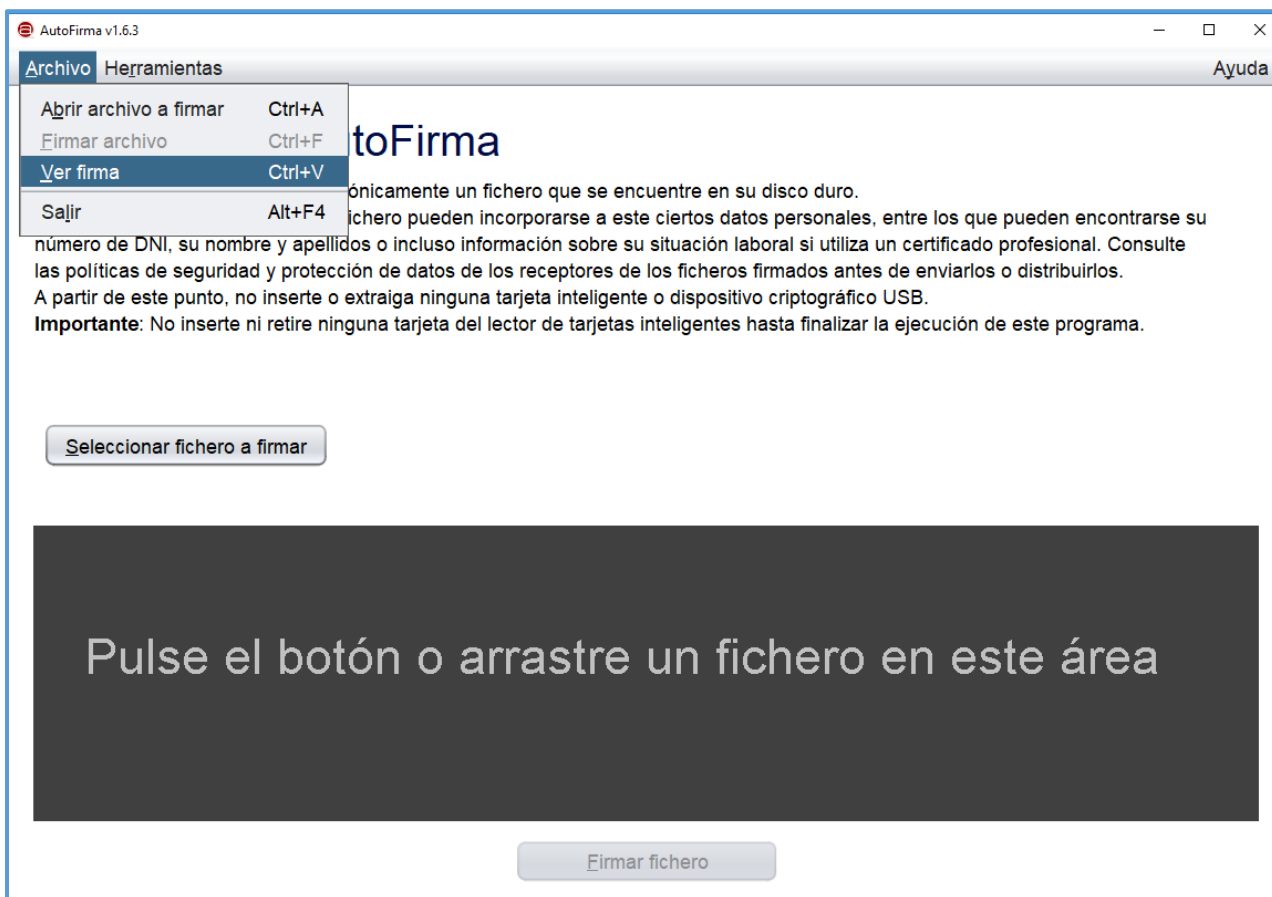 AutoFirma v1.6.3
Archivo Herramientas Ayuda
Abrir archivo a firmar Ctrl+A
Firmar archivo Ctrl+F
Ver firma Ctrl+V
Salir Alt+F4
toFirma
ónicamente un fichero que se encuentre en su disco duro.
ichero pueden incorporarse a este ciertos datos personales, entre los que pueden encontrarse su
número de DNI, su nombre y apellidos o incluso información sobre su situación laboral si utiliza un certificado profesional. Consulte
las políticas de seguridad y protección de datos de los receptores de los ficheros firmados antes de enviarlos o distribuirlos.
A partir de este punto, no inserte o extraiga ninguna tarjeta inteligente o dispositivo criptográfico USB.
Importante: No inserte ni retire ninguna tarjeta del lector de tarjetas inteligentes hasta finalizar la ejecución de este programa.
Seleccionar fichero a firmar
Pulse el botón o arrastre un fichero en este área
Firmar fichero